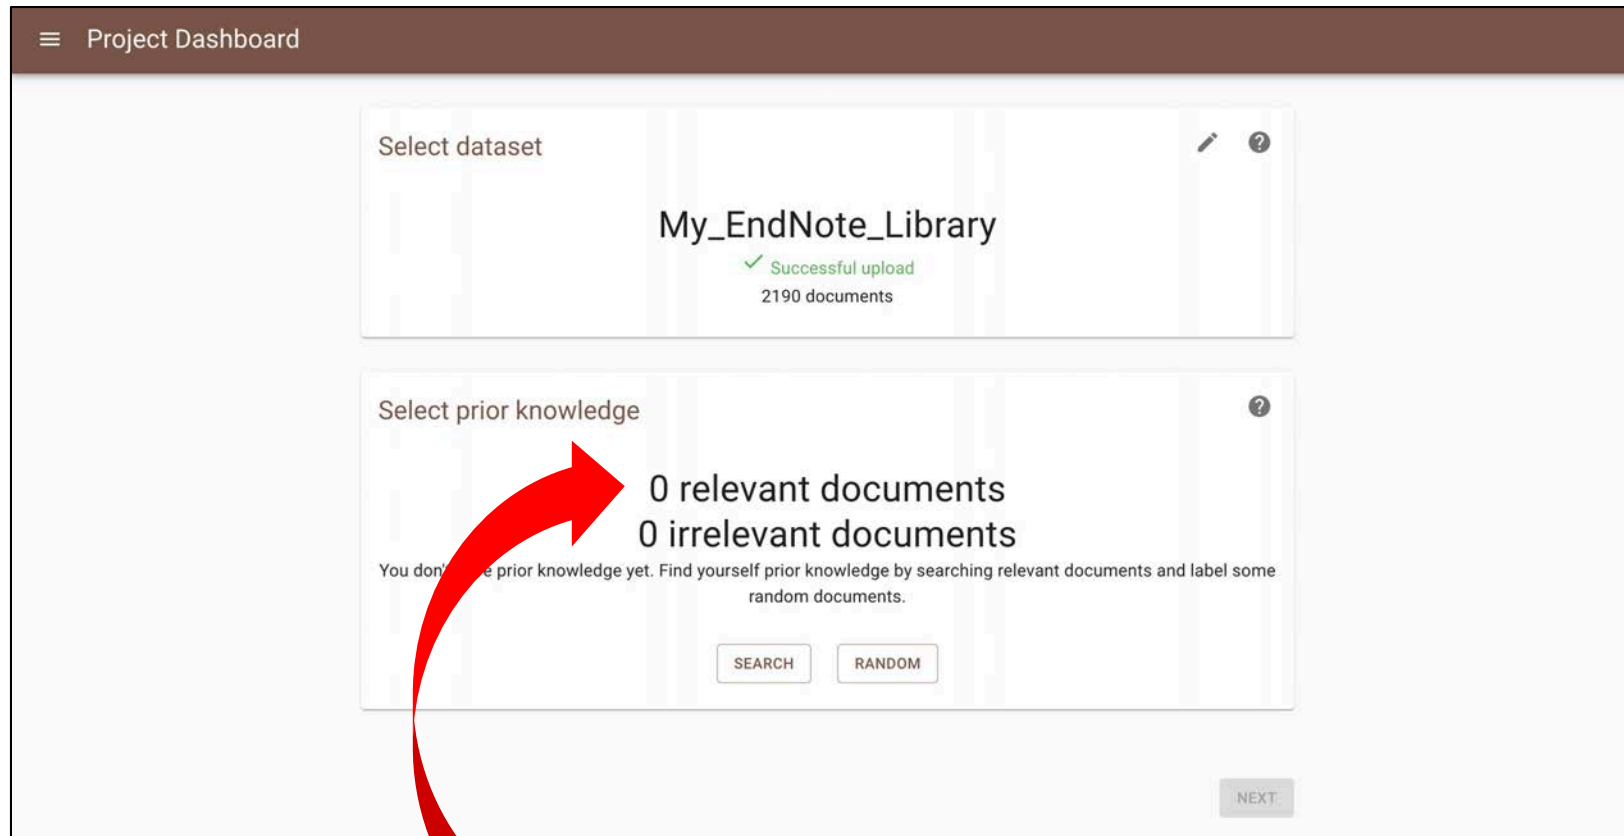 Project Dashboard
Select dataset
My_EndNote_Library
Successful upload
2190 documents
Select prior knowledge
0 relevant documents
0 irrelevant documents
You don' e prior knowledge yet. Find yourself prior knowledge by searching relevant documents and label some
random documents.
SEARCH
RANDOM
NEXT